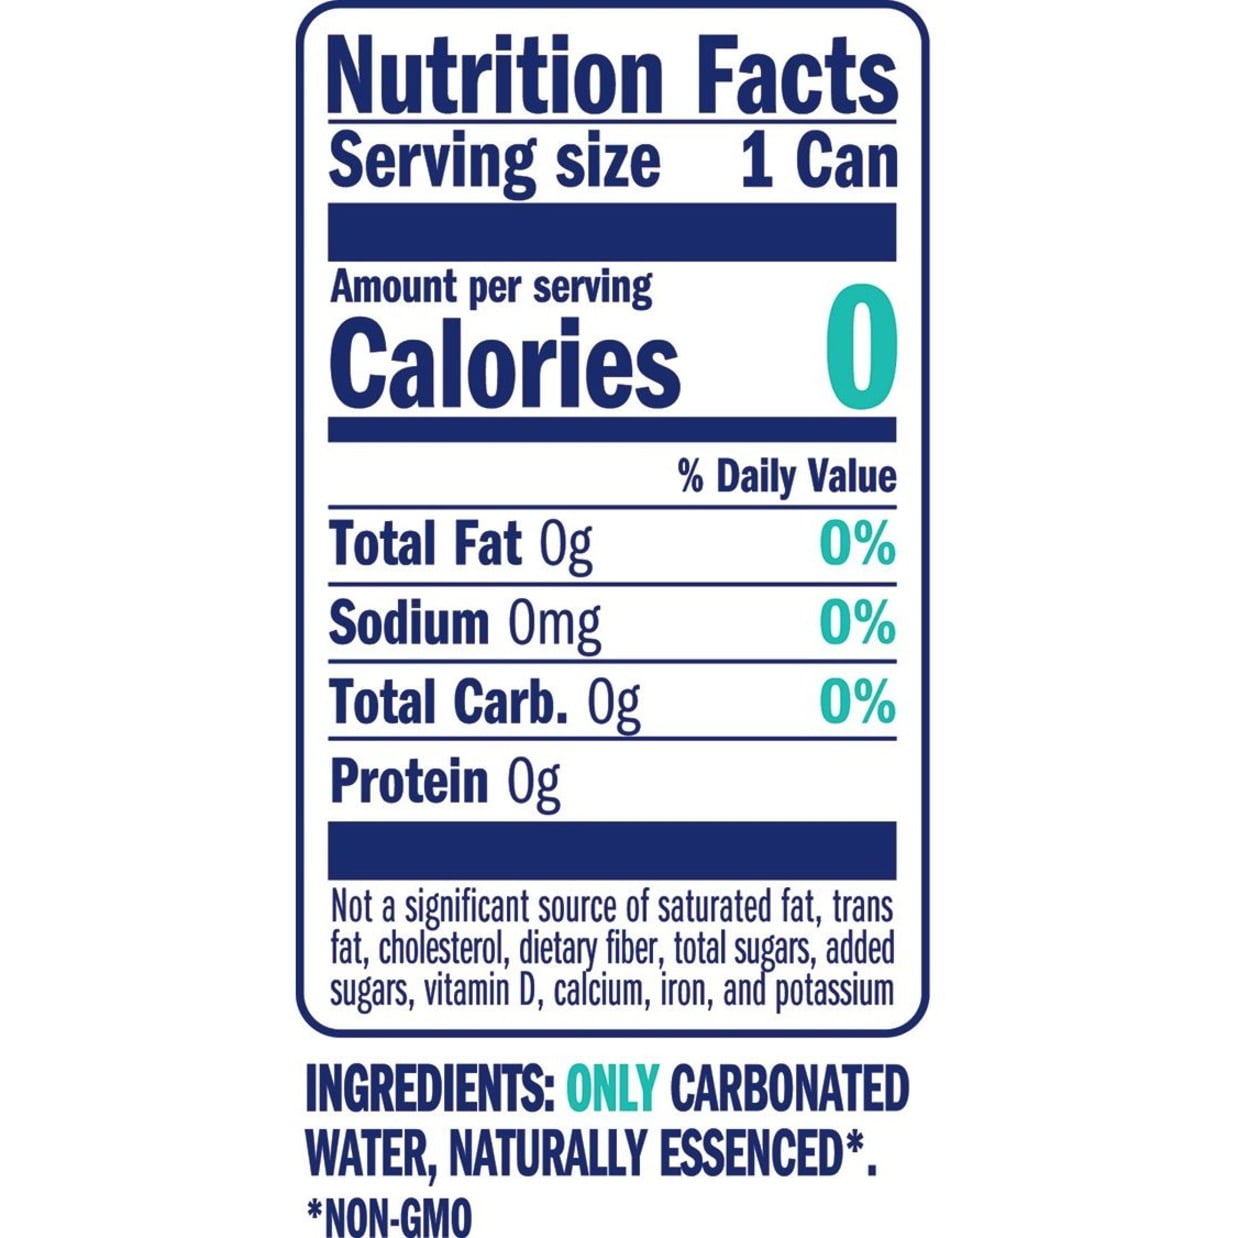 Nutrition Facts
Serving size 1 Can
Amount per serving
Calories 0
% Daily Value
Total Fat 0g 0%
Sodium 0mg 0%
Total Carb. 0g 0%
Protein 0g
Not a significant source of saturated fat, trans
fat, cholesterol, dietary fiber, total sugars, added
sugars, vitamin D, calcium, iron, and potassium
INGREDIENTS: ONLY CARBONATED
WATER, NATURALLY ESSENCED*.
*NON-GMO